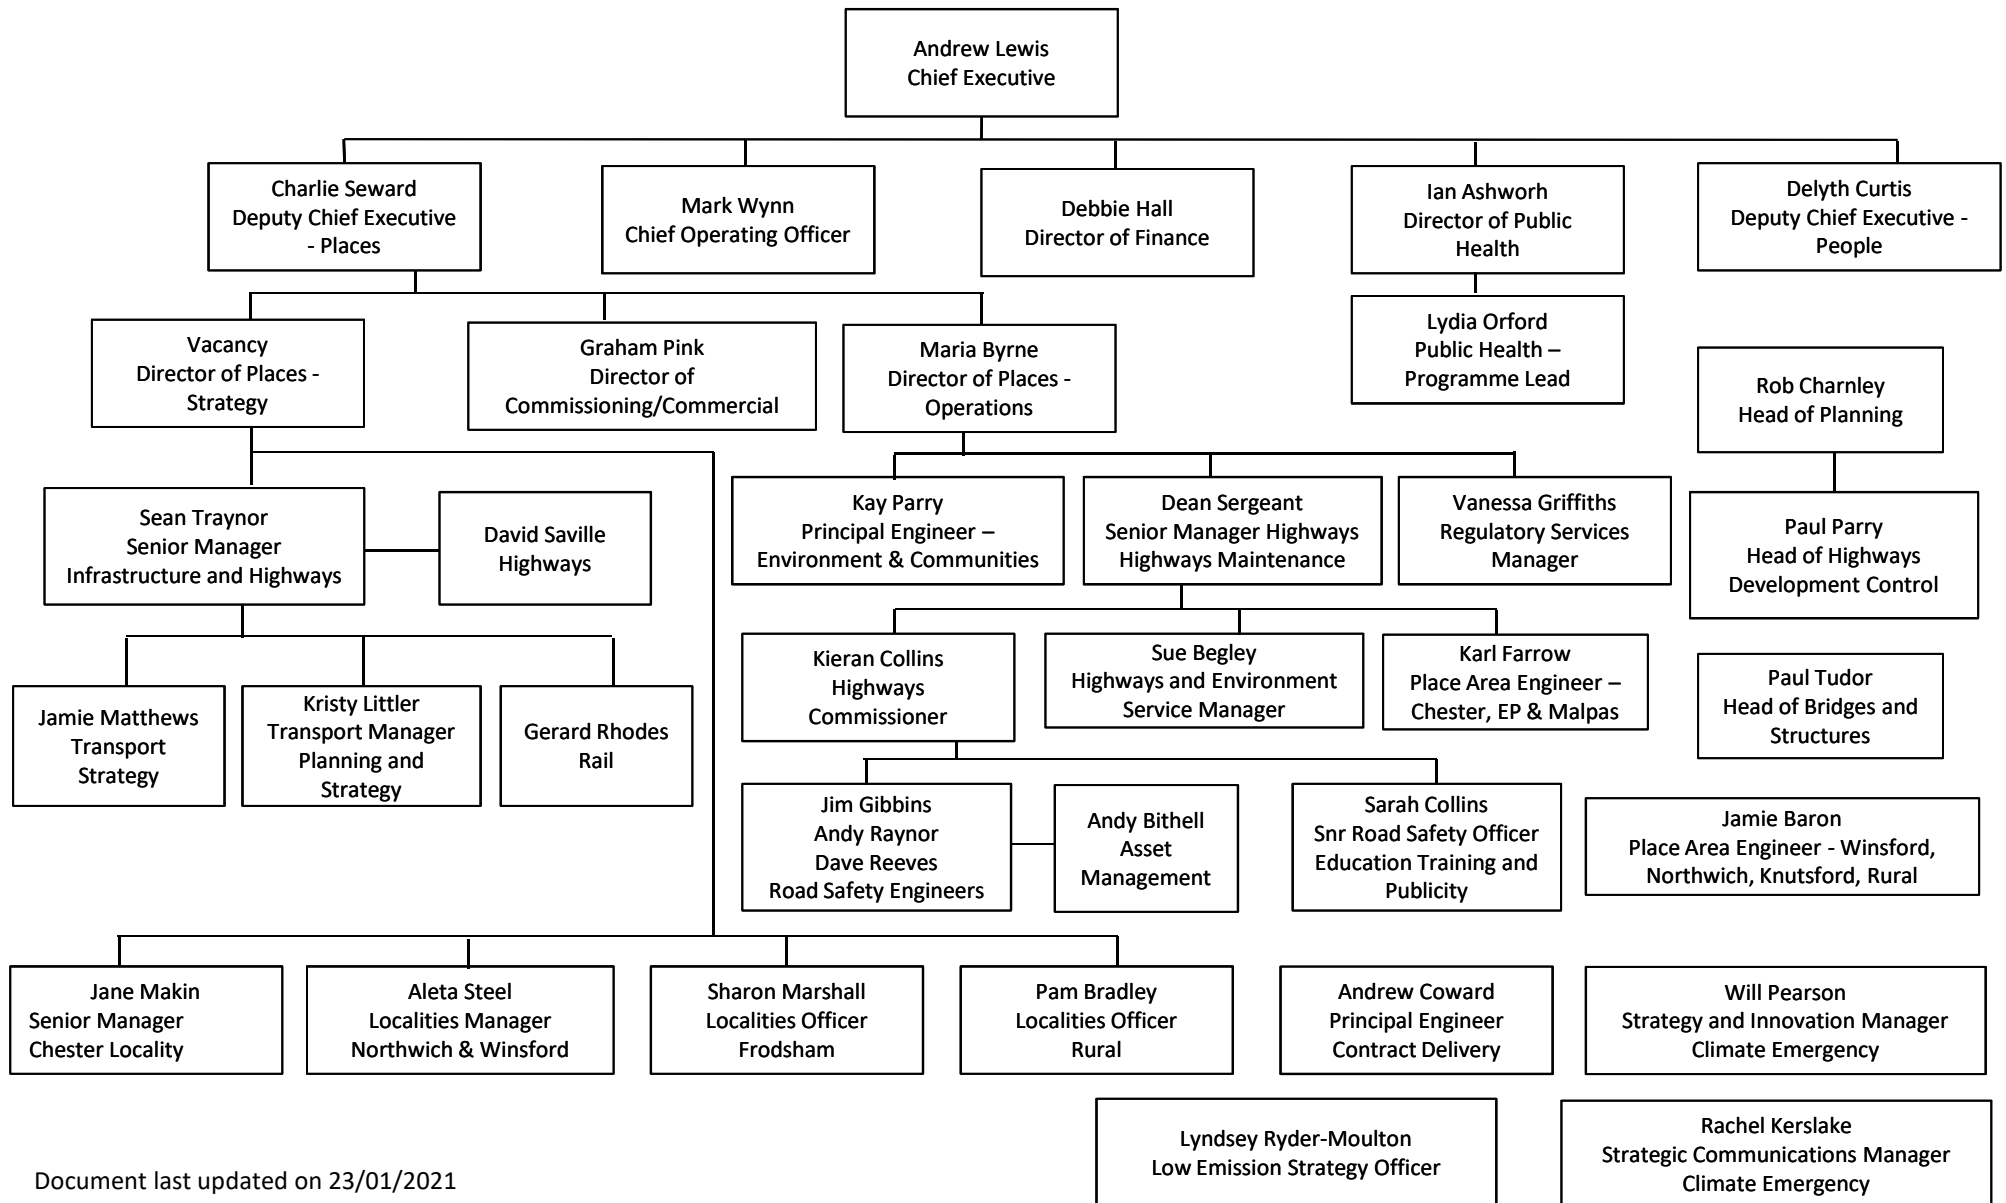 Andrew Lewis
Chief Executive
Charlie Seward
Deputy Chief Executive
- Places
Mark Wynn
Chief Operating Officer
Debbie Hall
Director of Finance
Ian Ashworh
Director of Public
Health
Delyth Curtis
Deputy Chief Executive -
People
Vacancy
Director of Places -
Strategy
Graham Pink
Director of
Commissioning/Commercial
Maria Byrne
Director of Places -
Operations
Lydia Orford
Public Health –
Programme Lead
Rob Charnley
Head of Planning
Sean Traynor
Senior Manager
Infrastructure and Highways
David Saville
Highways
Kay Parry
Principal Engineer –
Environment & Communities
Dean Sergeant
Senior Manager Highways
Highways Maintenance
Vanessa Griffiths
Regulatory Services
Manager
Paul Parry
Head of Highways
Development Control
Jamie Matthews
Transport
Strategy
Kristy Littler
Transport Manager
Planning and
Strategy
Gerard Rhodes
Rail
Kieran Collins
Highways
Commissioner
Sue Begley
Highways and Environment
Service Manager
Karl Farrow
Place Area Engineer –
Chester, EP & Malpas
Paul Tudor
Head of Bridges and
Structures
Jim Gibbins
Andy Raynor
Dave Reeves
Road Safety Engineers
Andy Bithell
Asset
Management
Sarah Collins
Snr Road Safety Officer
Education Training and
Publicity
Jamie Baron
Place Area Engineer - Winsford,
Northwich, Knutsford, Rural
Jane Makin
Senior Manager
Chester Locality
Aleta Steel
Localities Manager
Northwich & Winsford
Sharon Marshall
Localities Officer
Frodsham
Pam Bradley
Localities Officer
Rural
Andrew Coward
Principal Engineer
Contract Delivery
Will Pearson
Strategy and Innovation Manager
Climate Emergency
Lyndsey Ryder-Moulton
Low Emission Strategy Officer
Rachel Kerslake
Strategic Communications Manager
Climate Emergency
Document last updated on 23/01/2021